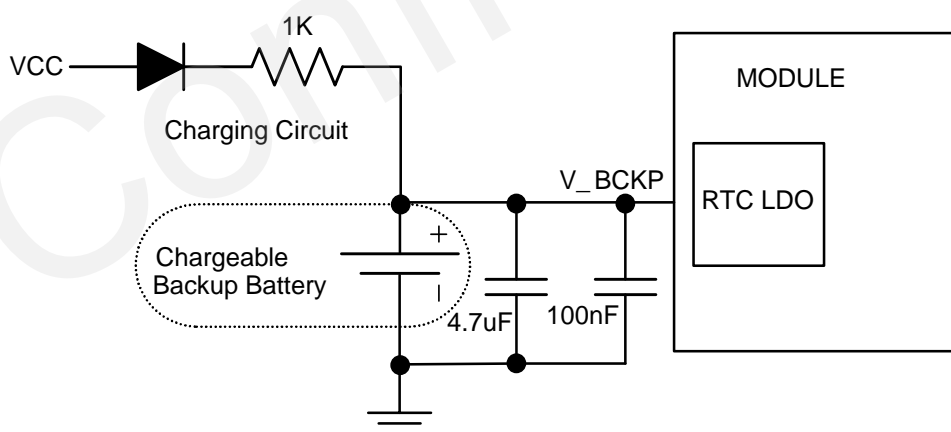 1K
VCC
MODULE
Charging Circuit
V_BCKP
RTC LDO
+
Chargeable
Backup Battery
4.7uF
100nF